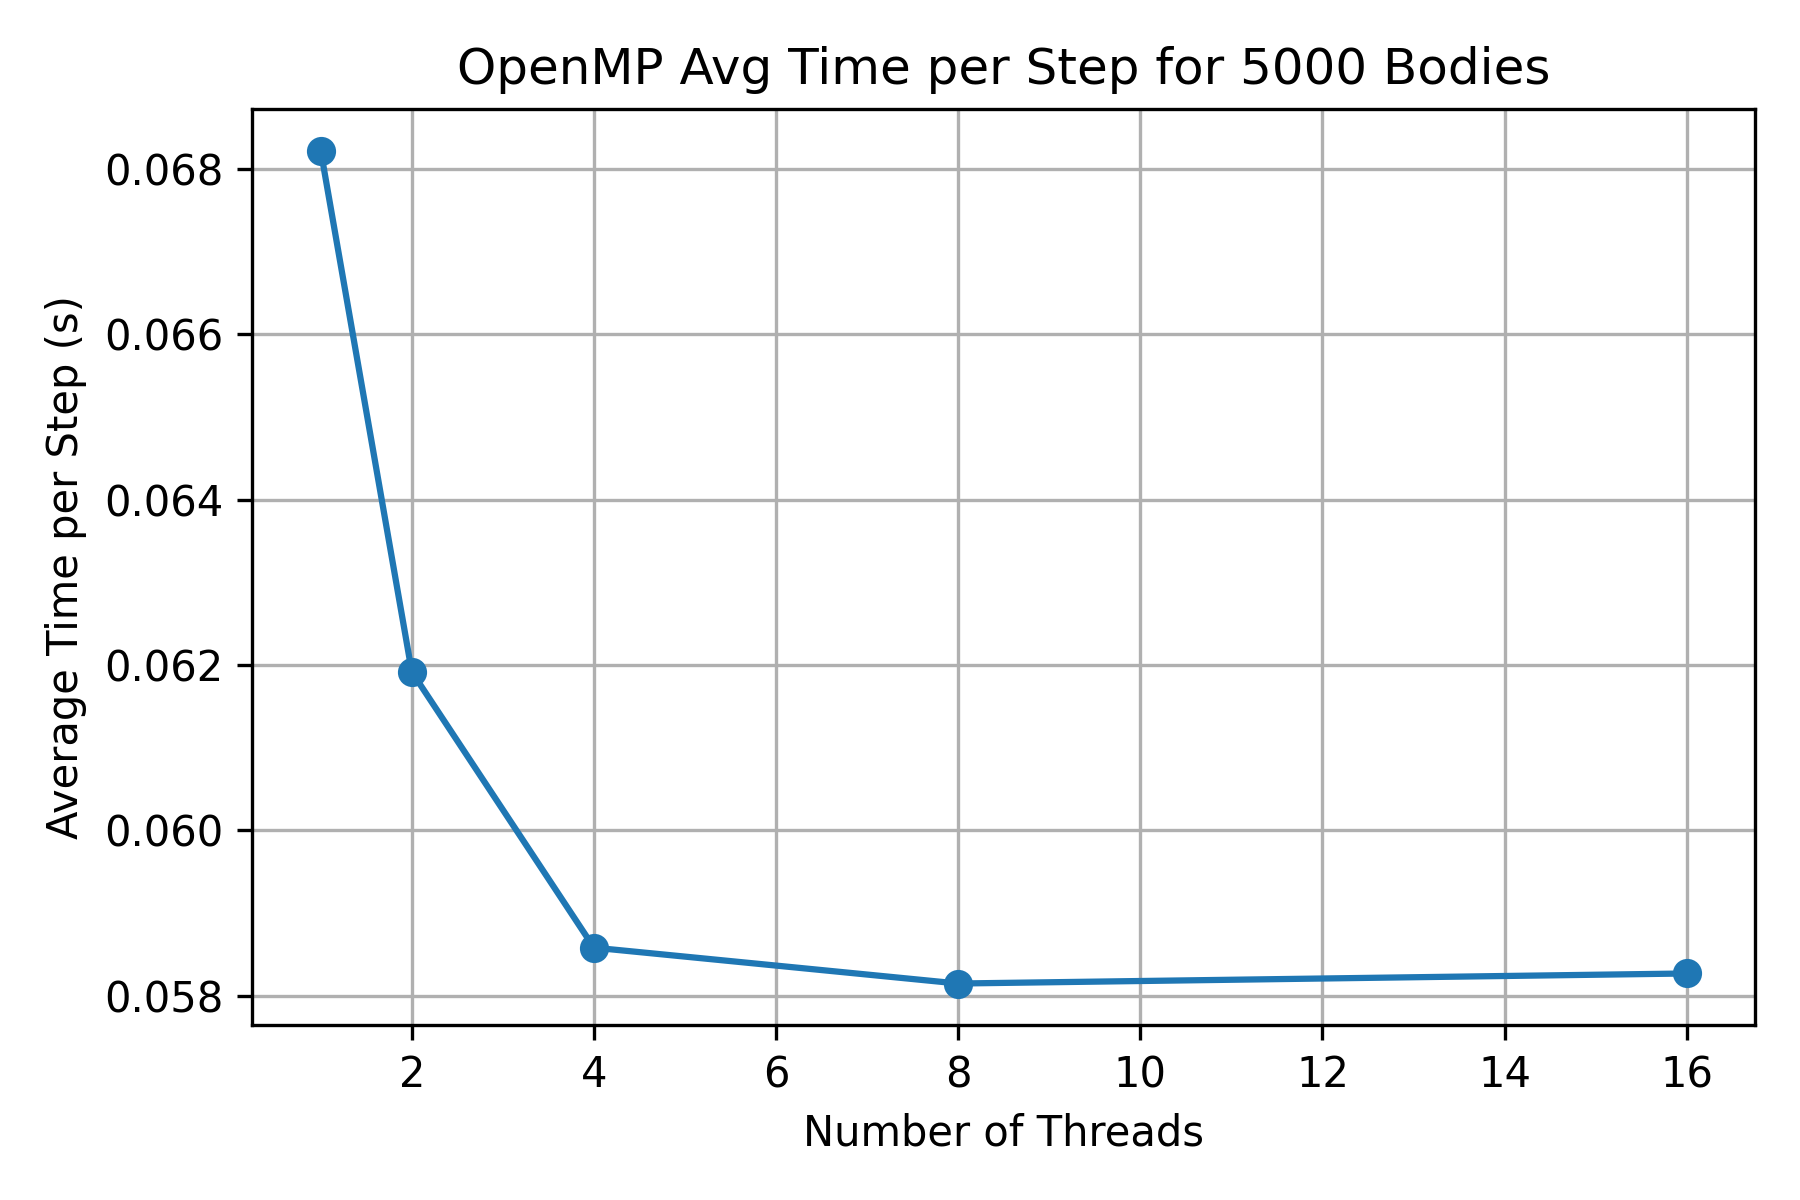 OpenMP Avg Time per Step for 5000 Bodies
Average Time per Step (s)
0.068
0.066
0.064
0.062
0.060
0.058
2 4 6 8 10 12 14 16
Number of Threads